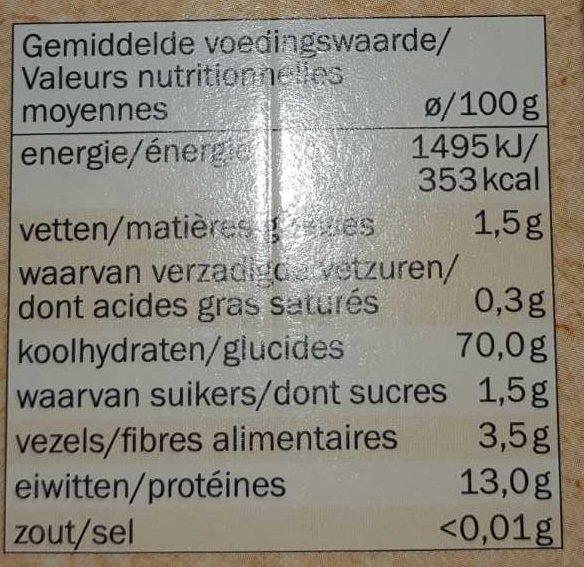 Gemiddelde voedingswaarde/
Valeurs nutritionnelles
moyennes ø/100g
energie/énergie 1495kJ/
353kcal
vetten/matières grasses 1,5g
waarvan verzadigde vetzuren/
dont acides gras saturés 0,3g
koolhydraten/glucides 70,0g
waarvan suikers/dont sucres 1,5g
vezels/fibres alimentaires 3,5g
eiwitten/protéines 13,0g
zout/sel <0,01g